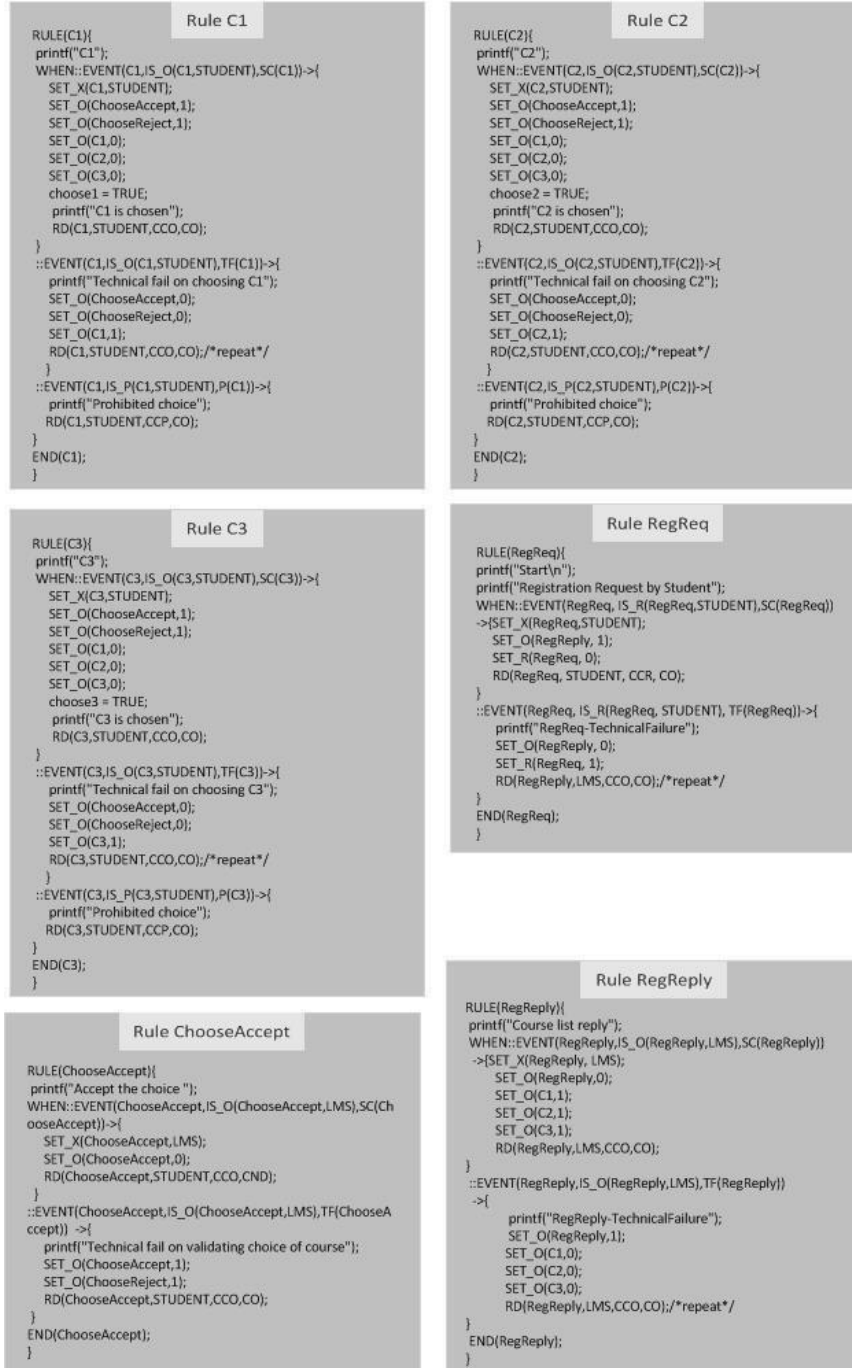 Rule C1
RULE(C1){
printf("C1");
WHEN::EVENT(C1,IS_O(C1,STUDENT),SC(C1))->{
SET_X(C1,STUDENT);
SET_O(ChooseAccept,1);
SET_O(ChooseReject,1);
SET_O(C1,0);
SET_O(C2,0);
SET_O(C3,0);
choose1 = TRUE;
printf("C1 is chosen");
RD(C1,STUDENT,CCO,CO);
}
::EVENT(C1,IS_O(C1,STUDENT),TF(C1))->{
printf("Technical fail on choosing C1");
SET_O(ChooseAccept,0);
SET_O(ChooseReject,0);
SET_O(C1,1);
RD(C1,STUDENT,CCO,CO);/*repeat*/
}
::EVENT(C1,IS_P(C1,STUDENT),P(C1))->{
printf("Prohibited choice");
RD(C1,STUDENT,CCP,CO);
}
END(C1);
}
Rule C2
RULE(C2){
printf("C2");
WHEN::EVENT(C2,IS_O(C2,STUDENT),SC(C2))->{
SET_X(C2,STUDENT);
SET_O(ChooseAccept,1);
SET_O(ChooseReject,1);
SET_O(C1,0);
SET_O(C2,0);
SET_O(C3,0);
choose2 = TRUE;
printf("C2 is chosen");
RD(C2,STUDENT,CCO,CO);
}
::EVENT(C2,IS_O(C2,STUDENT),TF(C2))->{
printf("Technical fail on choosing C2");
SET_O(ChooseAccept,0);
SET_O(ChooseReject,0);
SET_O(C2,1);
RD(C2,STUDENT,CCO,CO);/*repeat*/
}
::EVENT(C2,IS_P(C2,STUDENT),P(C2))->{
printf("Prohibited choice");
RD(C2,STUDENT,CCP,CO);
}
END(C2);
}
Rule C3
RULE(C3){
printf("C3");
WHEN::EVENT(C3,IS_O(C3,STUDENT),SC(C3))->{
SET_X(C3,STUDENT);
SET_O(ChooseAccept,1);
SET_O(ChooseReject,1);
SET_O(C1,0);
SET_O(C2,0);
SET_O(C3,0);
choose3 = TRUE;
printf("C3 is chosen");
RD(C3,STUDENT,CCO,CO);
}
::EVENT(C3,IS_O(C3,STUDENT),TF(C3))->{
printf("Technical fail on choosing C3");
SET_O(ChooseAccept,0);
SET_O(ChooseReject,0);
SET_O(C3,1);
RD(C3,STUDENT,CCO,CO);/*repeat*/
}
::EVENT(C3,IS_P(C3,STUDENT),P(C3))->{
printf("Prohibited choice");
RD(C3,STUDENT,CCP,CO);
}
END(C3);
}
Rule RegReq
RULE(RegReq){
printf("Start\n");
printf("Registration Request by Student");
WHEN::EVENT(RegReq, IS_R(RegReq,STUDENT),SC(RegReq))
->{SET_X(RegReq,STUDENT);
SET_O(RegReply, 1);
SET_R(RegReq, 0);
RD(RegReq, STUDENT, CCR, CO);
}
::EVENT(RegReq, IS_R(RegReq, STUDENT), TF(RegReq))->{
printf("RegReq-TechnicalFailure");
SET_O(RegReply, 0);
SET_R(RegReq, 1);
RD(RegReply,LMS,CCO,CO);/*repeat*/
}
END(RegReq);
}
Rule ChooseAccept
RULE(ChooseAccept){
printf("Accept the choice ");
WHEN::EVENT(ChooseAccept,IS_O(ChooseAccept,LMS),SC(Ch
ooseAccept))->{
SET_X(ChooseAccept,LMS);
SET_O(ChooseAccept,0);
RD(ChooseAccept,STUDENT,CCO,CND);
}
::EVENT(ChooseAccept,IS_O(ChooseAccept,LMS),TF(ChooseA
ccept)) ->{
printf("Technical fail on validating choice of course");
SET_O(ChooseAccept,1);
SET_O(ChooseReject,1);
RD(ChooseAccept,STUDENT,CCO,CO);
}
END(ChooseAccept);
}
Rule RegReply
RULE(RegReply){
printf("Course list reply");
WHEN::EVENT(RegReply,IS_O(RegReply,LMS),SC(RegReply))
->{SET_X(RegReply, LMS);
SET_O(RegReply,0);
SET_O(C1,1);
SET_O(C2,1);
SET_O(C3,1);
RD(RegReply,LMS,CCO,CO);
}
::EVENT(RegReply,IS_O(RegReply,LMS),TF(RegReply))
->{
printf("RegReply-TechnicalFailure");
SET_O(RegReply,1);
SET_O(C1,0);
SET_O(C2,0);
SET_O(C3,0);
RD(RegReply,LMS,CCO,CO);/*repeat*/
}
END(RegReply);
}